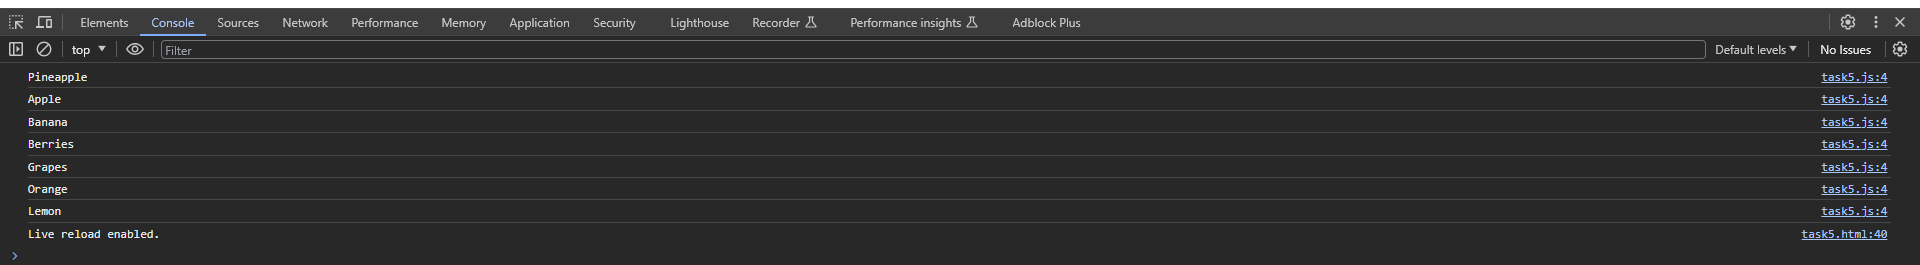 Elements Console Sources Network Performance Memory Application Security Lighthouse Recorder Performance insights Adblock Plus
top Filter Default levels No Issues
Pineapple task5.js:4
Apple task5.js:4
Banana task5.js:4
Berries task5.js:4
Grapes task5.js:4
Orange task5.js:4
Lemon task5.js:4
Live reload enabled. task5.html:40